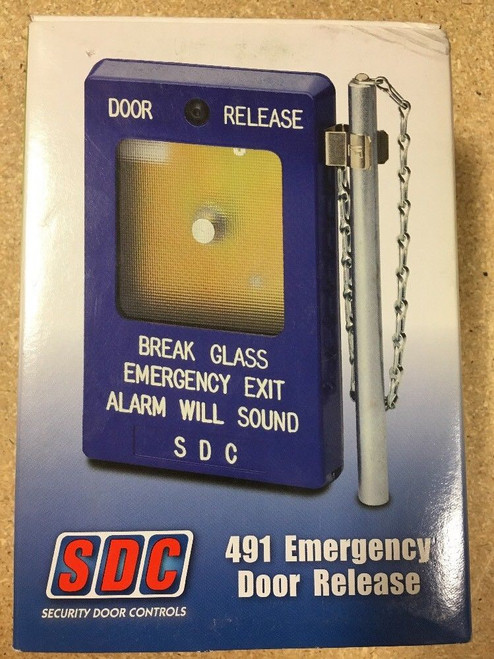 DOOR RELEASE
BREAK GLASS
EMERGENCY EXIT
ALARM WILL SOUND
SDC
SDC
SECURITY DOOR CONTROLS
491 Emergency
Door Release